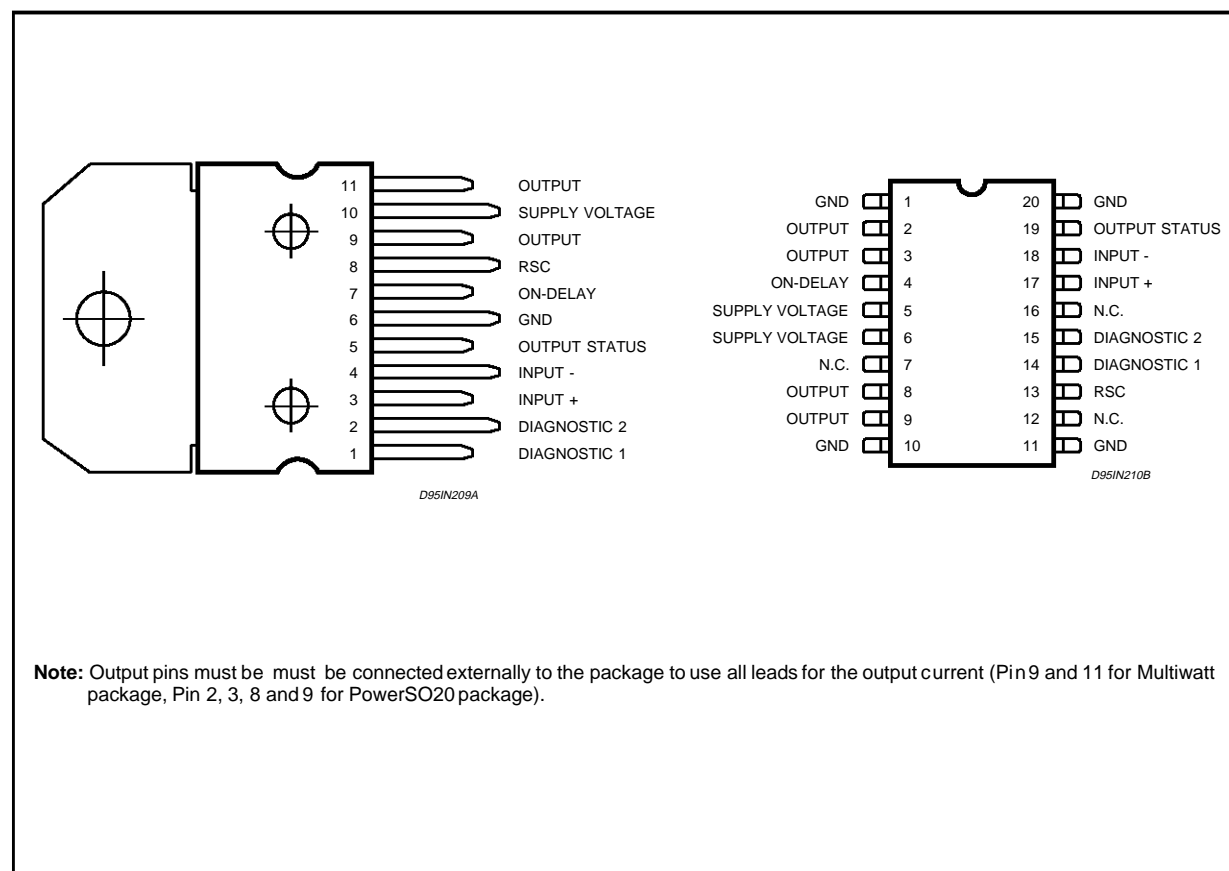 11 OUTPUT
10 SUPPLY VOLTAGE
9 OUTPUT
8 RSC
7 ON-DELAY
6 GND
5 OUTPUT STATUS
4 INPUT -
3 INPUT +
2 DIAGNOSTIC 2
1 DIAGNOSTIC 1
D95IN209A
GND 1 20 GND
OUTPUT 2 19 OUTPUT STATUS
OUTPUT 3 18 INPUT -
ON-DELAY 4 17 INPUT +
SUPPLY VOLTAGE 5 16 N.C.
SUPPLY VOLTAGE 6 15 DIAGNOSTIC 2
N.C. 7 14 DIAGNOSTIC 1
OUTPUT 8 13 RSC
OUTPUT 9 12 N.C.
GND 10 11 GND
D95IN210B
Note: Output pins must be must be connected externally to the package to use all leads for the output current (Pin 9 and 11 for Multiwatt
package, Pin 2, 3, 8 and 9 for PowerSO20 package).